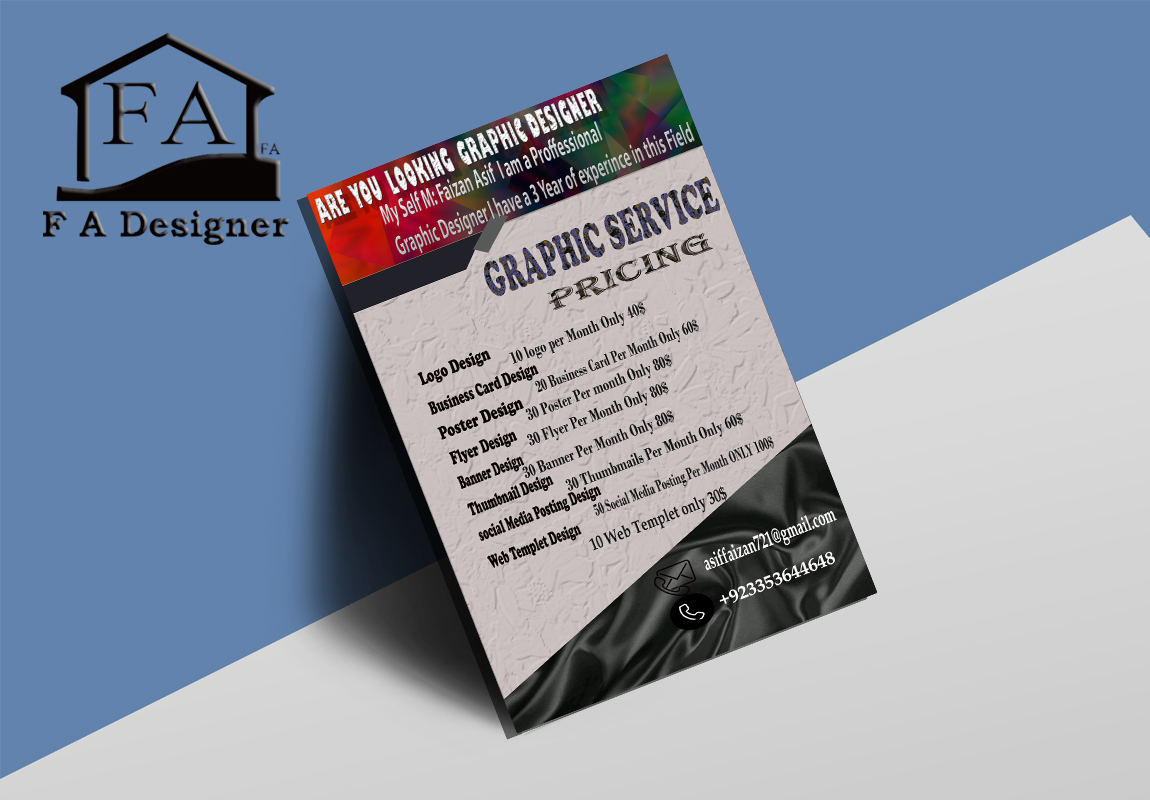 FA
FA
F A Designer
ARE YOU LOOKING GRAPHIC DESIGNER
My Self M: Faizan Asif I am a Proffessional
Graphic Designer I have a 3 Year of experince in this Field
GRAPHIC SERVICE
PRICING
Logo Design 10 logo per Month Only 40$
Business Card Design 20 Business Card Per Month Only 60$
Poster Design 30 Poster Per month Only 80$
Flyer Design 30 Flyer Per Month Only 80$
Banner Design 30 Banner Per Month Only 80$
Thumbnail Design 30 Thumbnails Per Month Only 60$
social Media Posting Design 50 Social Media Posting Per Month ONLY 100$
Web Templet Design 10 Web Templet only 30$
asiffaizan721@gmail.com
+923353644648